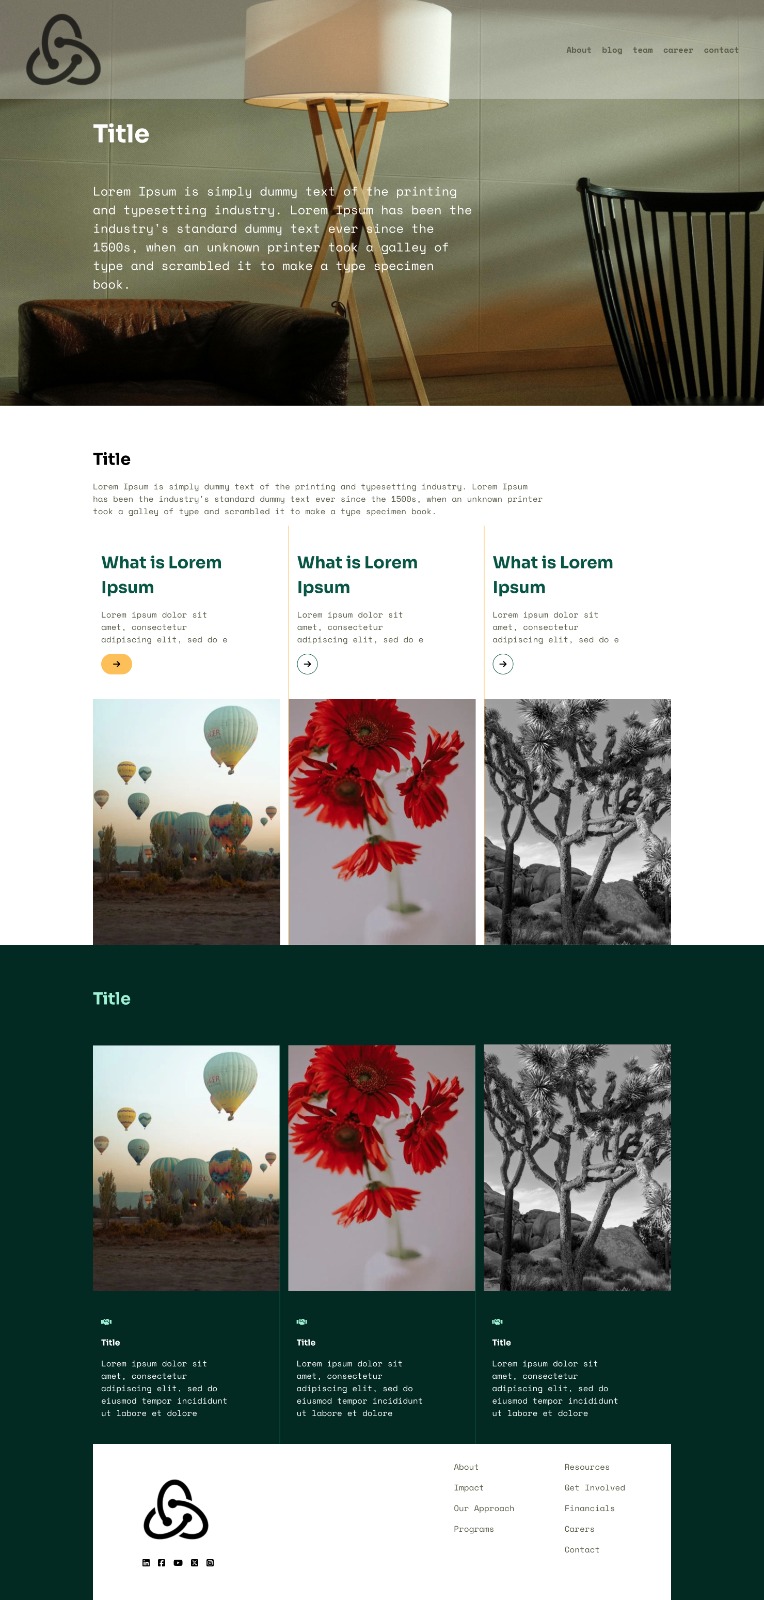 About blog team career contact
Title
Lorem Ipsum is simply dummy text of the printing
and typesetting industry. Lorem Ipsum has been the
industry's standard dummy text ever since the
1500s, when an unknown printer took a galley of
type and scrambled it to make a type specimen
book.
Title
Lorem Ipsum is simply dummy text of the printing and typesetting industry. Lorem Ipsum
has been the industry's standard dummy text ever since the 1500s, when an unknown printer
took a galley of type and scrambled it to make a type specimen book.
What is Lorem
Ipsum
Lorem ipsum dolor sit
amet, consectetur
adipiscing elit, sed do e
What is Lorem
Ipsum
Lorem ipsum dolor sit
amet, consectetur
adipiscing elit, sed do e
What is Lorem
Ipsum
Lorem ipsum dolor sit
amet, consectetur
adipiscing elit, sed do e
Title
Title
Lorem ipsum dolor sit
amet, consectetur
adipiscing elit, sed do
eiusmod tempor incididunt
ut labore et dolore
Title
Lorem ipsum dolor sit
amet, consectetur
adipiscing elit, sed do
eiusmod tempor incididunt
ut labore et dolore
Title
Lorem ipsum dolor sit
amet, consectetur
adipiscing elit, sed do
eiusmod tempor incididunt
ut labore et dolore
About
Impact
Our Approach
Programs
Resources
Get Involved
Financials
Carers
Contact